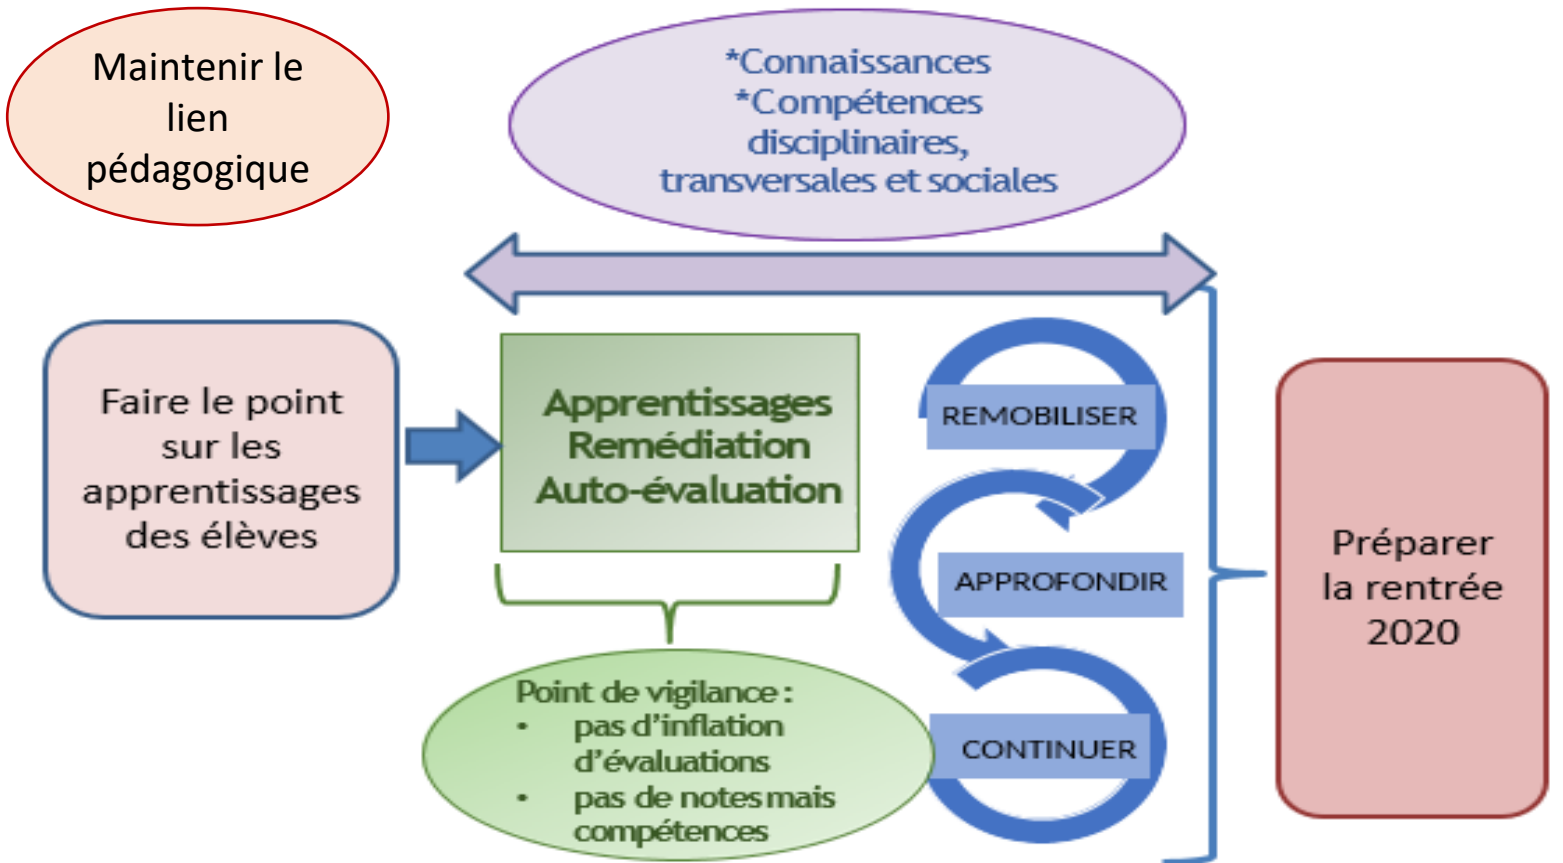 Maintenir le
lien
pédagogique
*Connaissances
*Compétences
disciplinaires,
transversales et sociales
Faire le point
sur les
apprentissages
des élèves
Apprentissages
Remédiation
Auto-évaluation
REMOBILISER
APPROFONDIR
CONTINUER
Point de vigilance :
• pas d’inflation
d’évaluations
• pas de notes mais
compétences
Préparer
la rentrée
2020